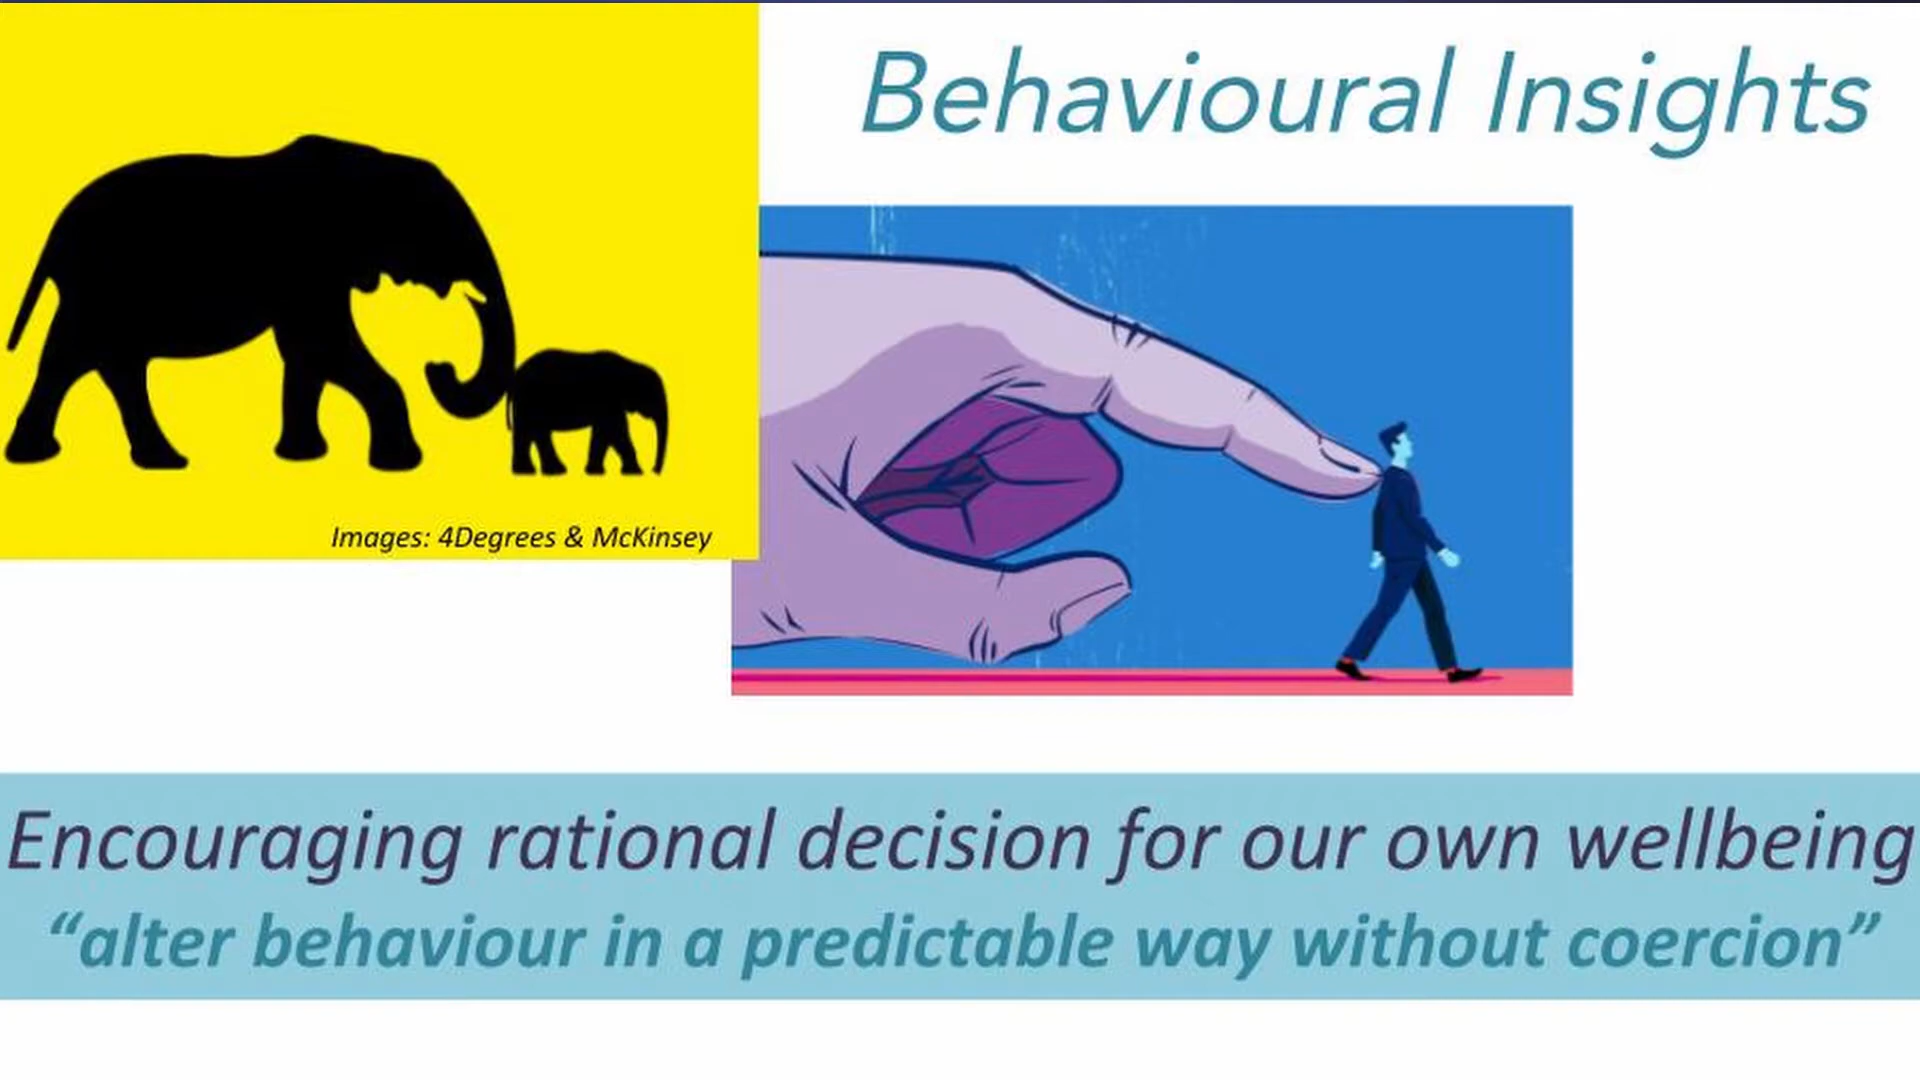 Behavioural Insights
Images: 4Degrees & McKinsey
Encouraging rational decision for our own wellbeing
“alter behaviour in a predictable way without coercion”